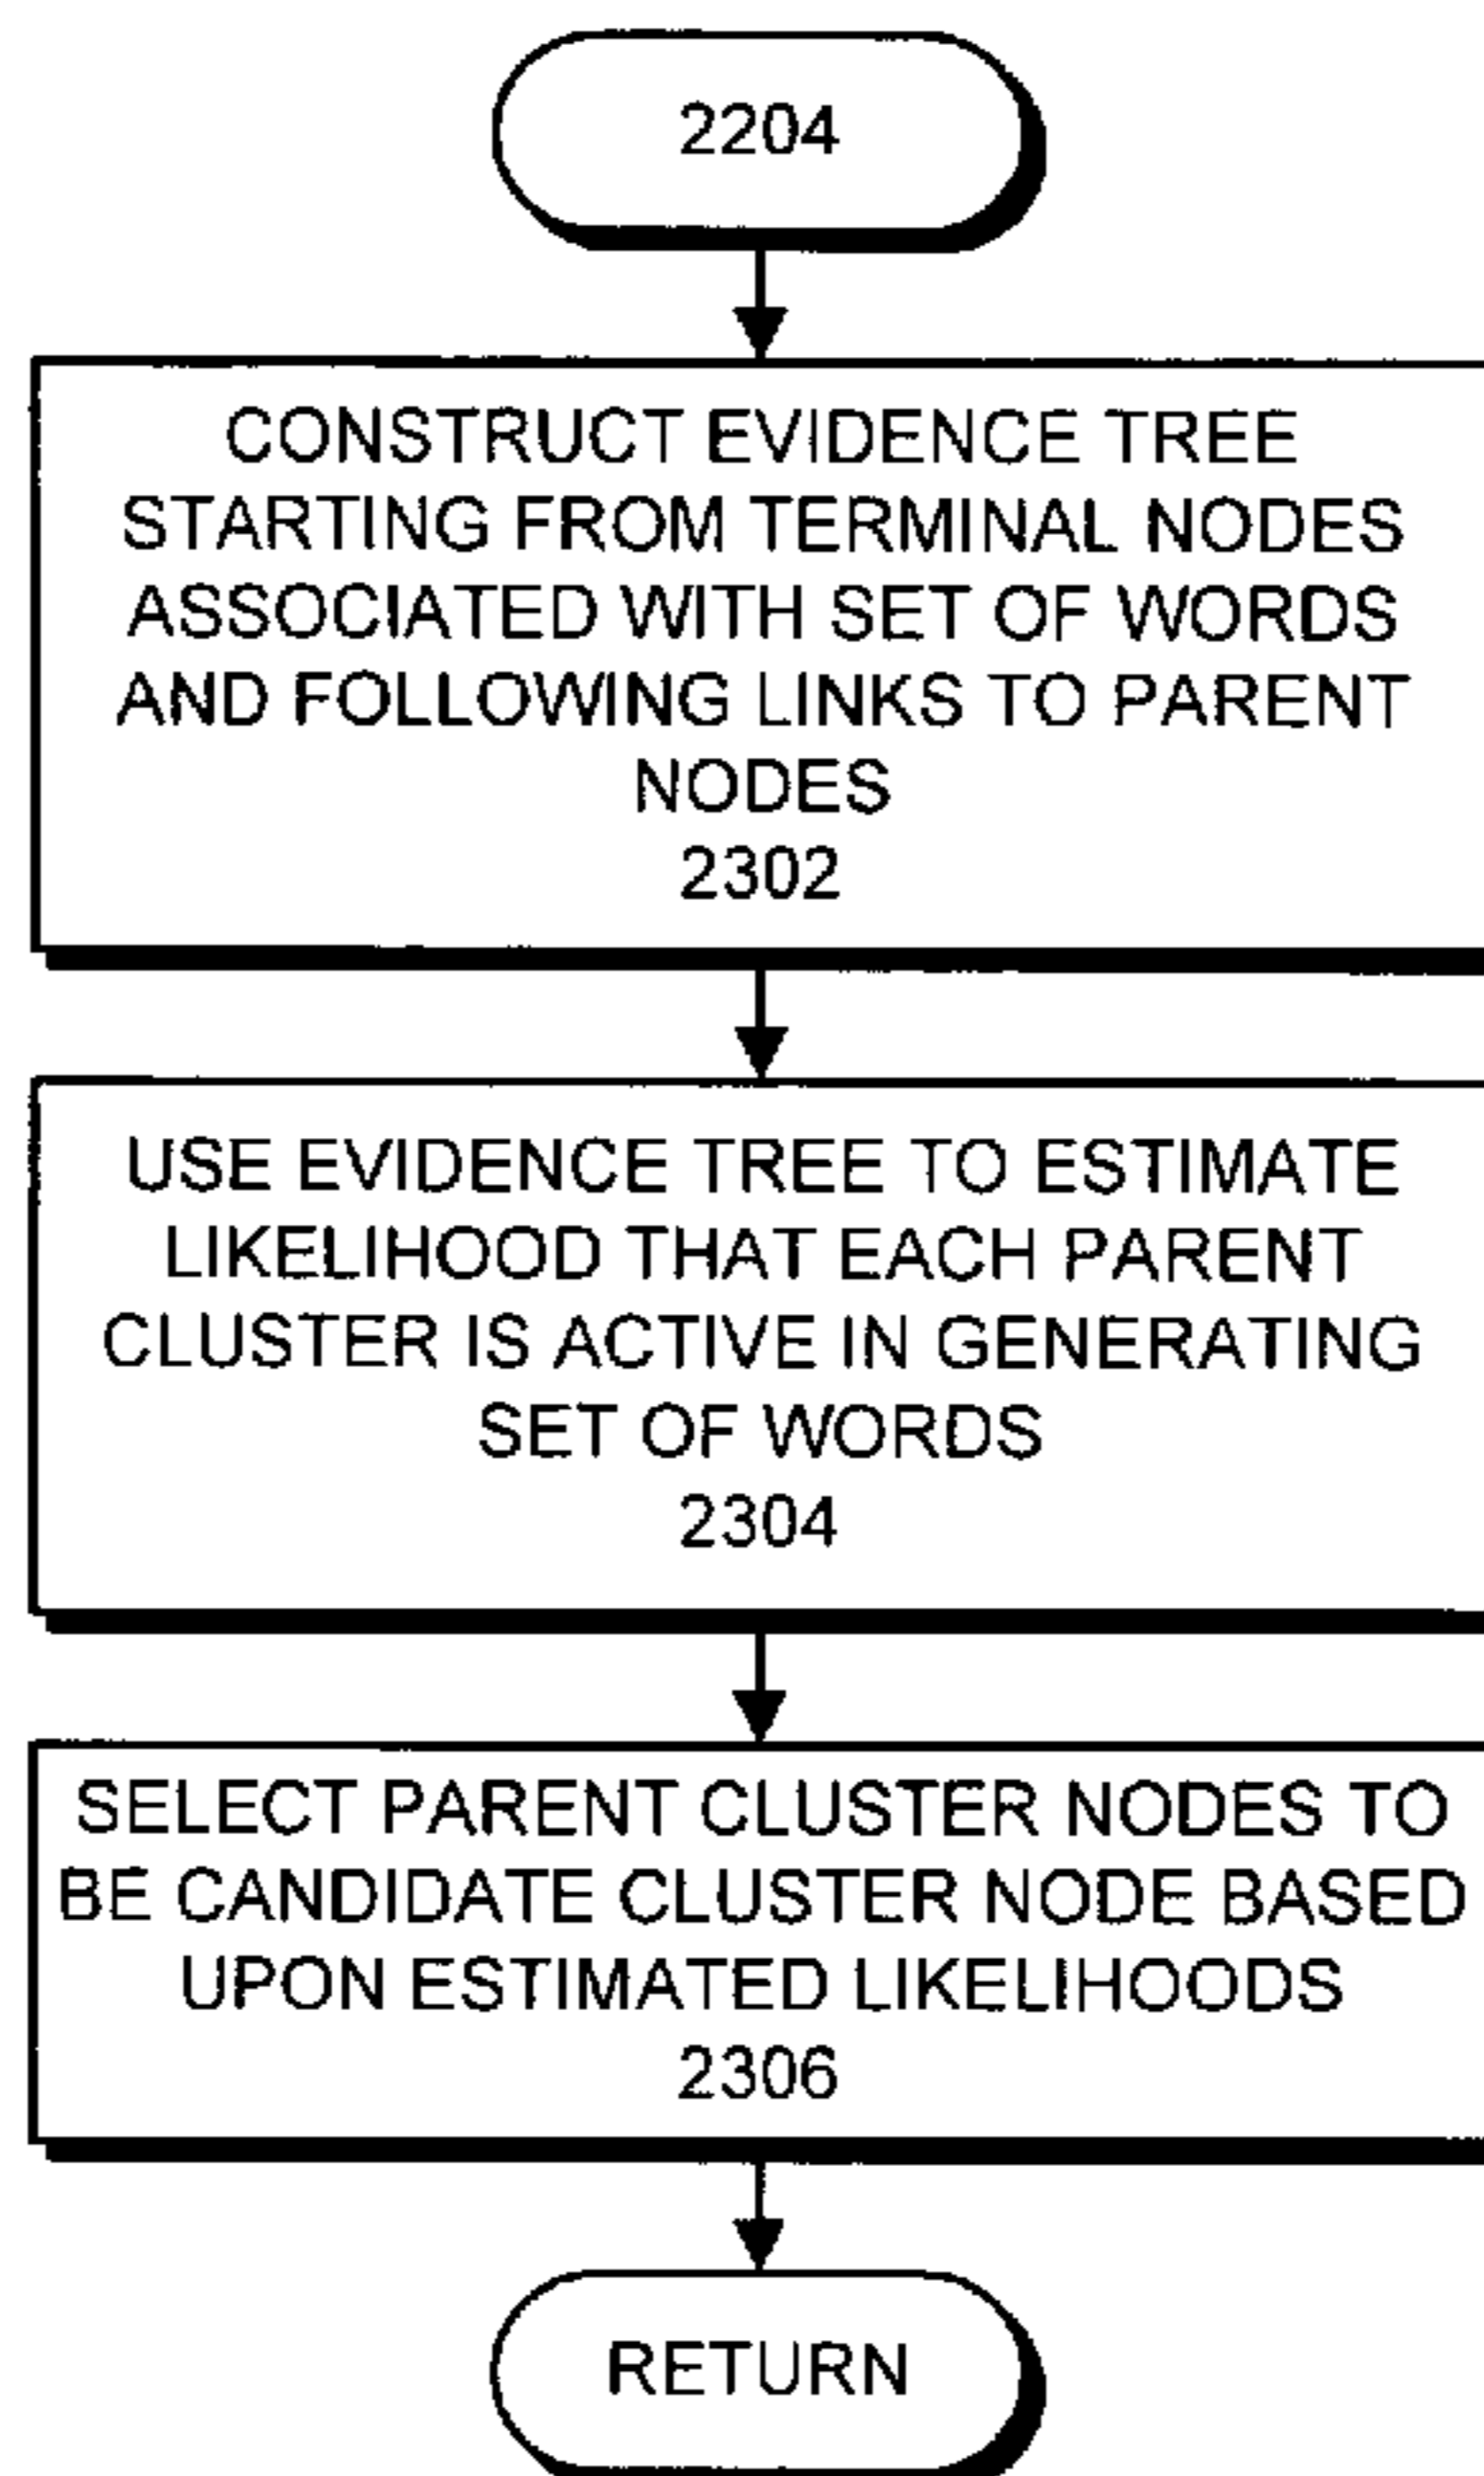 2204
CONSTRUCT EVIDENCE TREE
STARTING FROM TERMINAL NODES
ASSOCIATED WITH SET OF WORDS
AND FOLLOWING LINKS TO PARENT
NODES
2302
USE EVIDENCE TREE TO ESTIMATE
LIKELIHOOD THAT EACH PARENT
CLUSTER IS ACTIVE IN GENERATING
SET OF WORDS
2304
SELECT PARENT CLUSTER NODES TO
BE CANDIDATE CLUSTER NODE BASED
UPON ESTIMATED LIKELIHOODS
2306
RETURN